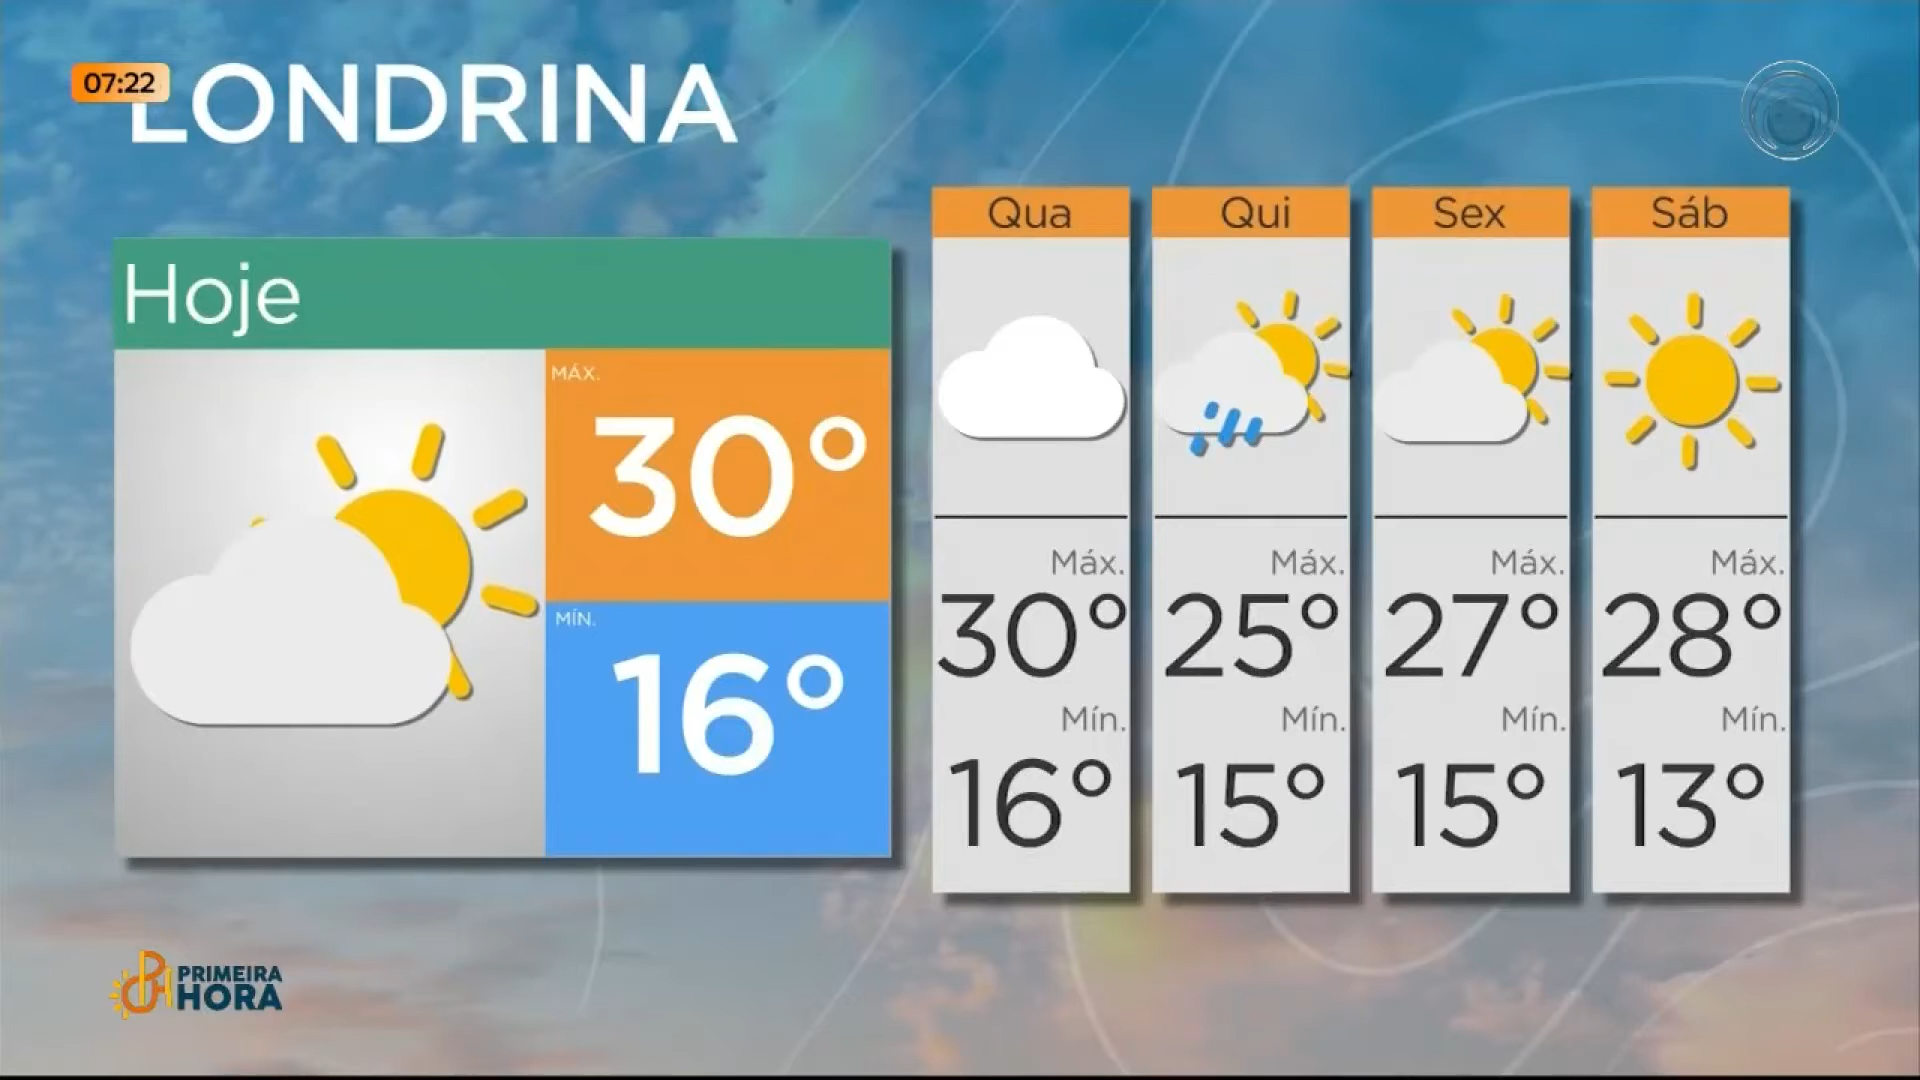 07:22
LONDRINA
Hoje
MÁX.
30°
MÍN.
16°
Qua
Máx.
30°
Mín.
16°
Qui
Máx.
25°
Mín.
15°
Sex
Máx.
27°
Mín.
15°
Sáb
Máx.
28°
Mín.
13°
PRIMEIRA
HORA